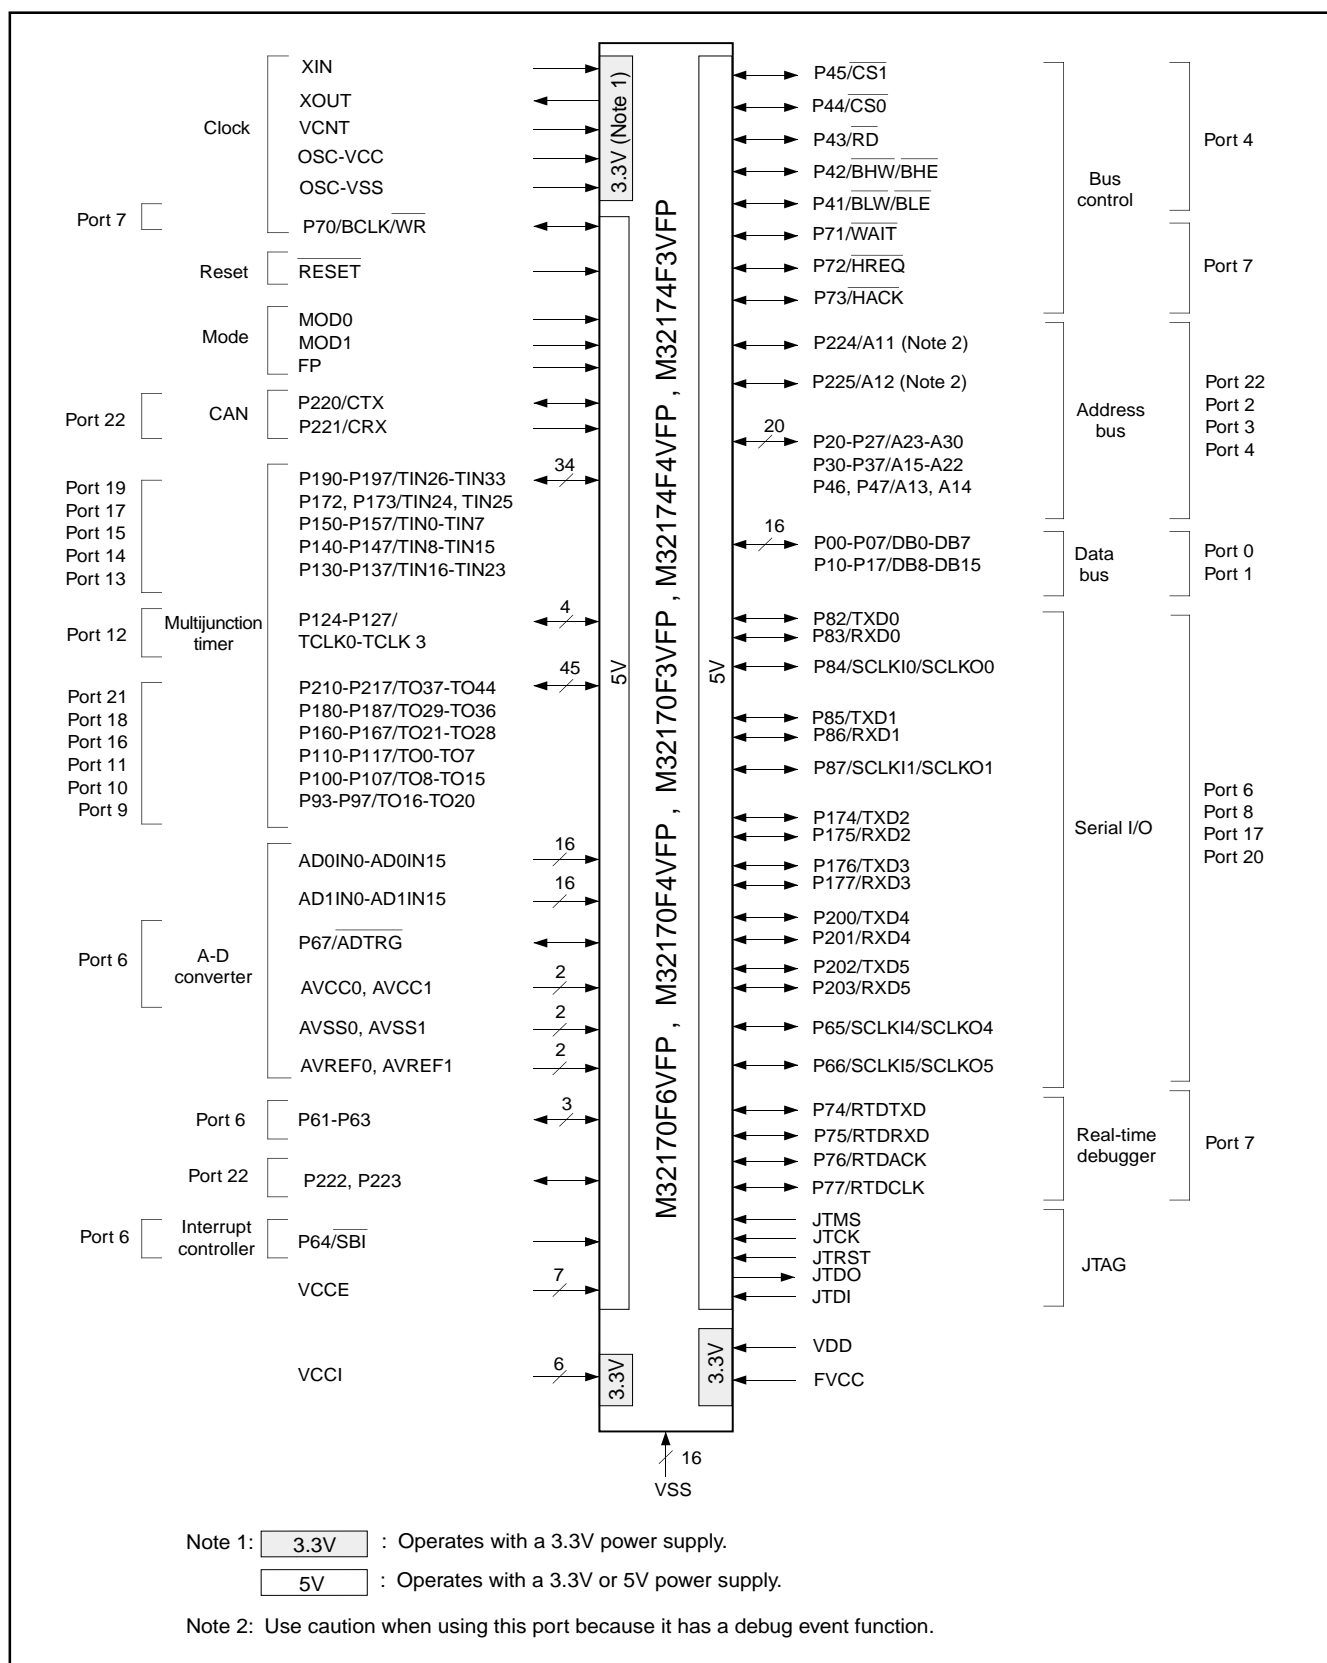 Clock
XIN
XOUT
VCNT
OSC-VCC
OSC-VSS
Port 7
P70/BCLK/WR
Reset
RESET
Mode
MOD0
MOD1
FP
Port 22
CAN
P220/CTX
P221/CRX
Port 19
Port 17
Port 15
Port 14
Port 13
P190-P197/TIN26-TIN33
34
P172, P173/TIN24, TIN25
P150-P157/TIN0-TIN7
P140-P147/TIN8-TIN15
P130-P137/TIN16-TIN23
Port 12
Multijunction
timer
P124-P127/
TCLK0-TCLK 3
4
Port 21
Port 18
Port 16
Port 11
Port 10
Port 9
45
P210-P217/TO37-TO44
P180-P187/TO29-TO36
P160-P167/TO21-TO28
P110-P117/TO0-TO7
P100-P107/TO8-TO15
P93-P97/TO16-TO20
Port 6
A-D
converter
AD0IN0-AD0IN15
16
AD1IN0-AD1IN15
16
P67/ADTRG
AVCC0, AVCC1
2
AVSS0, AVSS1
2
AVREF0, AVREF1
2
Port 6
P61-P63
3
Port 22
P222, P223
Port 6
Interrupt
controller
P64/SBI
VCCE
7
VCCI
6
3.3V (Note 1)
5V
3.3V
M32170F6VFP , M32170F4VFP , M32170F3VFP , M32174F4VFP , M32174F3VFP
5V
3.3V
16
VSS
P45/CS1
P44/CS0
P43/RD
P42/BHW/BHE
P41/BLW/BLE
P71/WAIT
P72/HREQ
P73/HACK
Bus
control
Port 4
Port 7
P224/A11 (Note 2)
P225/A12 (Note 2)
20
P20-P27/A23-A30
P30-P37/A15-A22
P46, P47/A13, A14
Address
bus
Port 22
Port 2
Port 3
Port 4
16
P00-P07/DB0-DB7
P10-P17/DB8-DB15
Data
bus
Port 0
Port 1
P82/TXD0
P83/RXD0
P84/SCLKI0/SCLKO0
P85/TXD1
P86/RXD1
P87/SCLKI1/SCLKO1
P174/TXD2
P175/RXD2
P176/TXD3
P177/RXD3
P200/TXD4
P201/RXD4
P202/TXD5
P203/RXD5
P65/SCLKI4/SCLKO4
P66/SCLKI5/SCLKO5
Serial I/O
Port 6
Port 8
Port 17
Port 20
P74/RTDTXD
P75/RTDRXD
P76/RTDACK
P77/RTDCLK
Real-time
debugger
Port 7
JTMS
JTCK
JTRST
JTDO
JTDI
JTAG
VDD
FVCC
Note 1: 3.3V : Operates with a 3.3V power supply.
5V : Operates with a 3.3V or 5V power supply.
Note 2: Use caution when using this port because it has a debug event function.